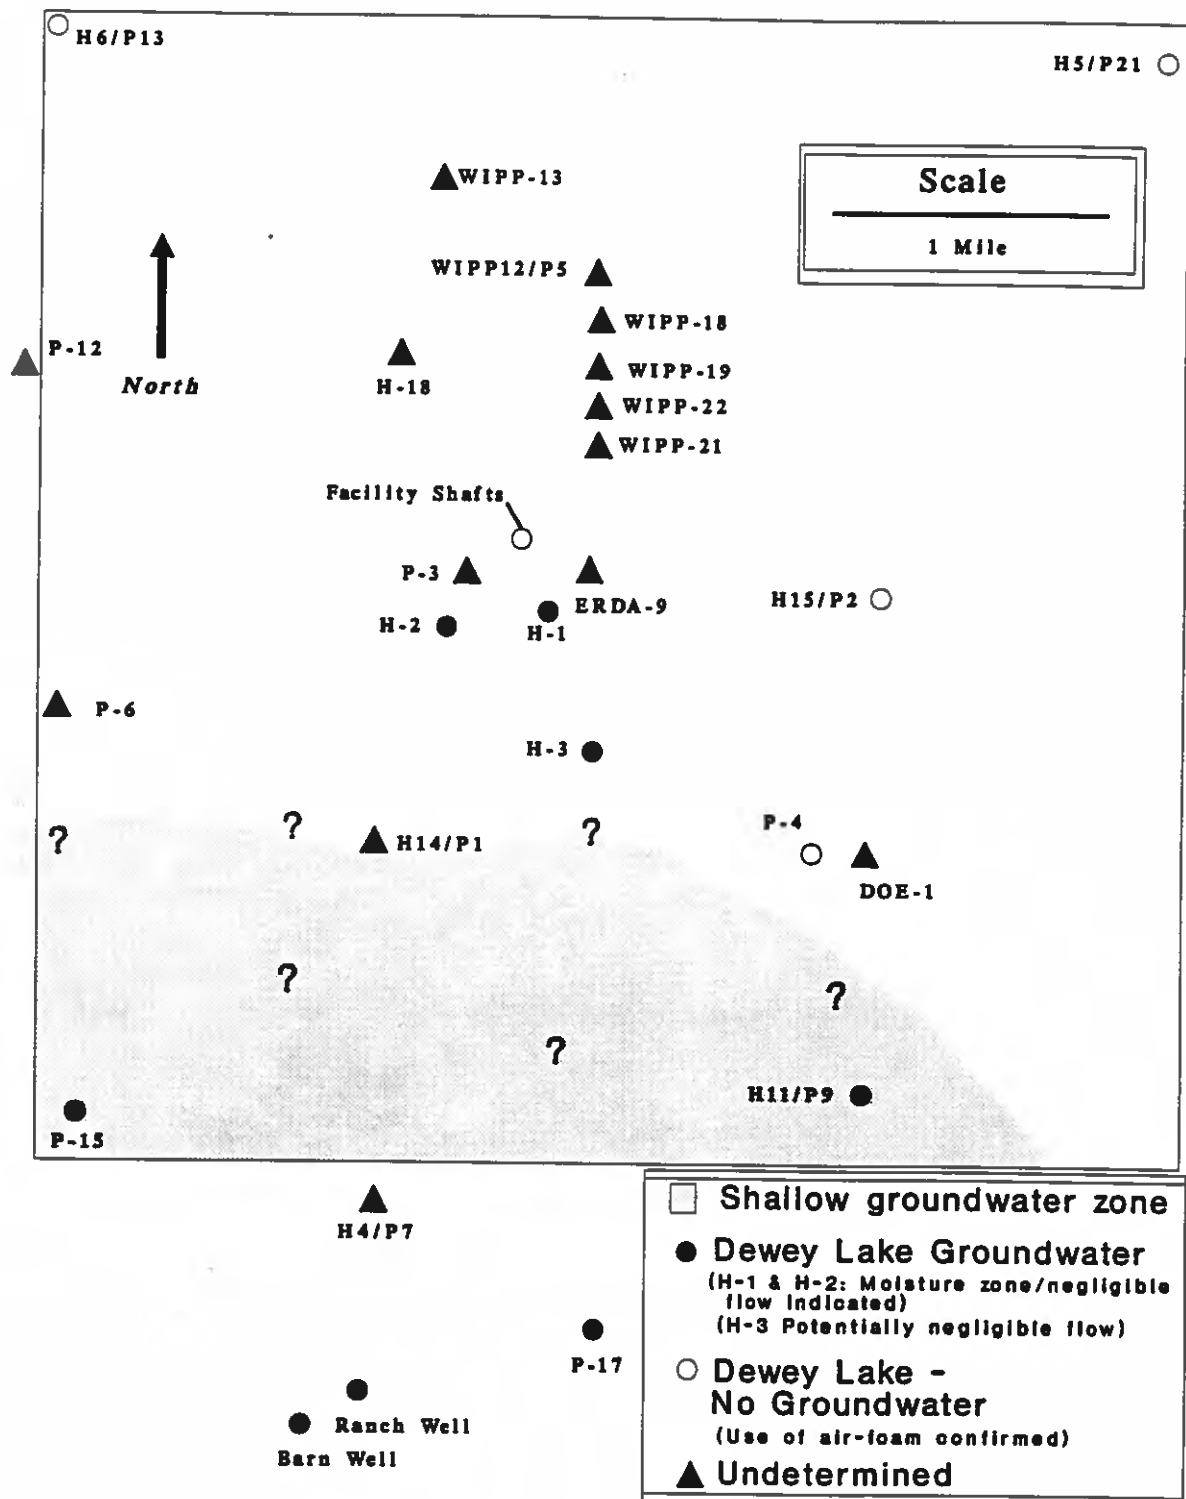 H6/P13
H5/P21
WIPP-13
Scale
1 Mile
WIPP12/P5
WIPP-18
P-12
North
H-18
WIPP-19
WIPP-22
WIPP-21
Facility Shafts
P-3
ERDA-9
H15/P2
H-2
H-1
P-6
H-3
?
?
H14/P1
?
P-4
DOE-1
?
?
?
H11/P9
P-15
H4/P7
P-17
Ranch Well
Barn Well
Shallow groundwater zone
Dewey Lake Groundwater
(H-1 & H-2: Moisture zone/negligible
flow indicated)
(H-3 Potentially negligible flow)
Dewey Lake -
No Groundwater
(Use of air-foam confirmed)
Undetermined